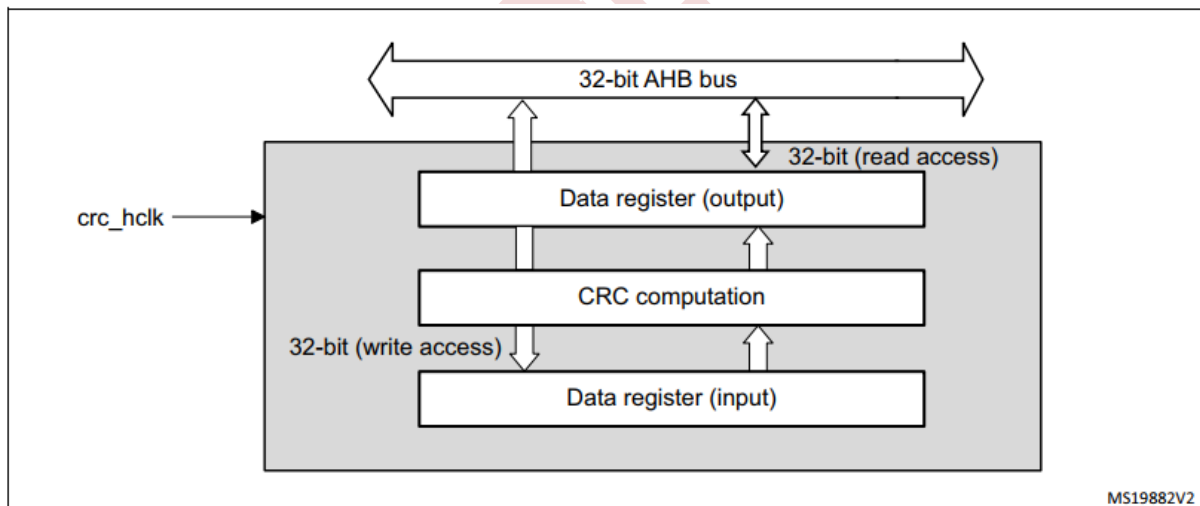 32-bit AHB bus
32-bit (read access)
Data register (output)
crc_hclk
CRC computation
32-bit (write access)
Data register (input)
MS19882V2